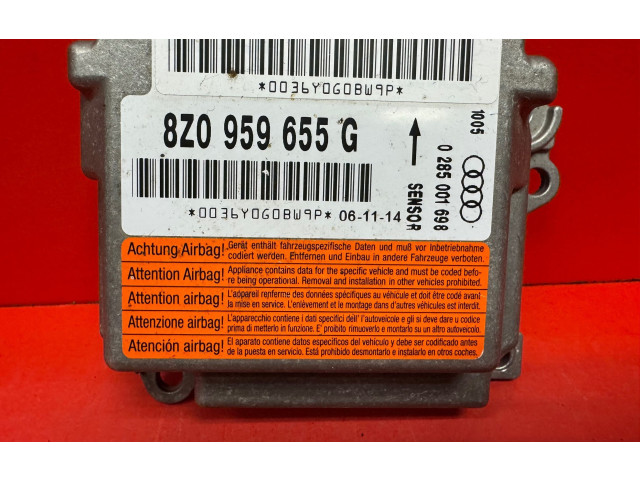 *0036Y0G0BW9P*
8Z0 959 655 G
*0036Y0G0BW9P* 06-11-14
SENSOR
0 285 001 698
1005
Achtung Airbag! Gerät enthält fahrzeugspezifische Daten und muß vor Inbetriebnahme
codiert werden. Entfernen und Einbau in andere Fahrzeuge verboten.
Attention Airbag! Appliance contains data for the specific vehicle and must be coded befo-
re being operation. Removal and installation in other vehicles prohibited.
Attention airbag! L'appareil renferme des données spécifiques au véhicule et doit être codé avant
la mise en service. L'enlèvement et le montage dans d'autres véhicules sont interdit.
Attenzione airbag! L'apparecchio contiene i dati specifici dell' l'autoveicolo e gli si deve dare u codice
prima di metterlo in funzione. E' proibito rimuoverlo e montarlo su un altro autoveicolo.
Atención airbag! El aparato contiene datos específicos del vehículo y debe ser codificado antes
de la puesta en servicio. Está prohibido desmontarlo e instalarlo en otros coches.